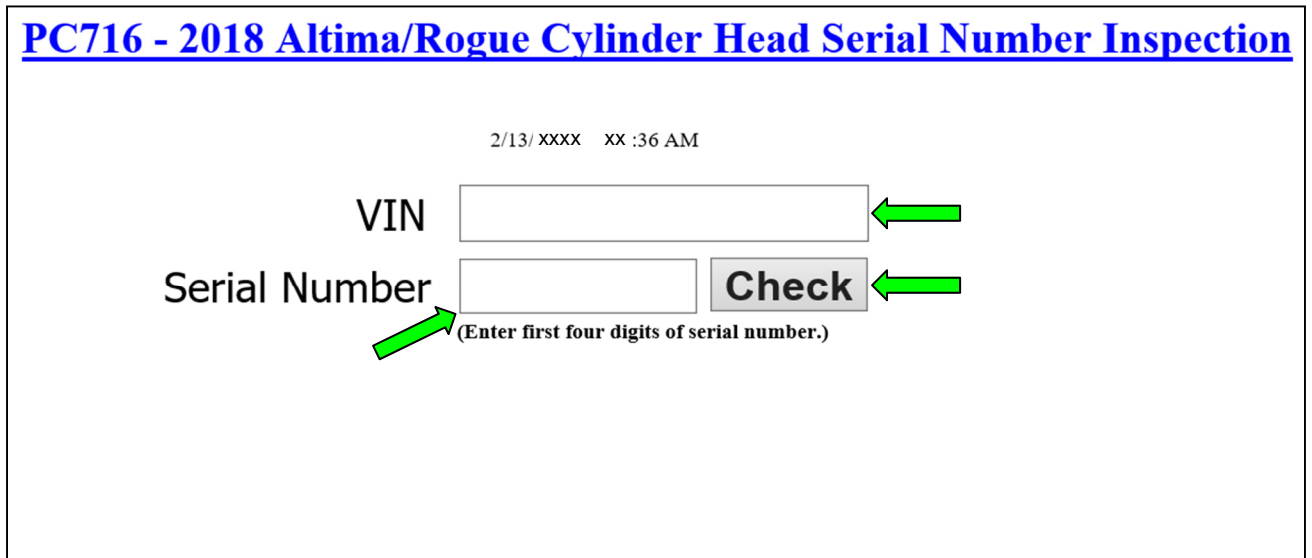 PC716 - 2018 Altima/Rogue Cylinder Head Serial Number Inspection
2/13/ xxxx xx :36 AM
VIN
Serial Number Check
(Enter first four digits of serial number.)